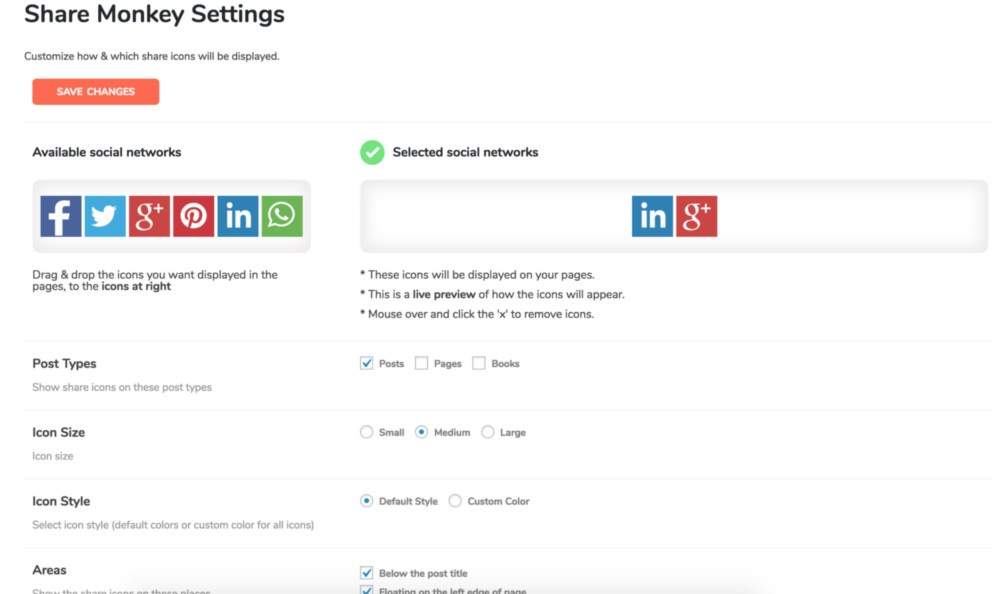 Share Monkey Settings
Customize how & which share icons will be displayed.
SAVE CHANGES
Available social networks
Selected social networks
f g+ in
in g+
Drag & drop the icons you want displayed in the
pages, to the icons at right
* These icons will be displayed on your pages.
* This is a live preview of how the icons will appear.
* Mouse over and click the 'x' to remove icons.
Post Types
Posts Pages Books
Show share icons on these post types
Icon Size
Small Medium Large
Icon size
Icon Style
Default Style Custom Color
Select icon style (default colors or custom color for all icons)
Areas
Below the post title
Show the share icons on these places
Floating on the left edge of page